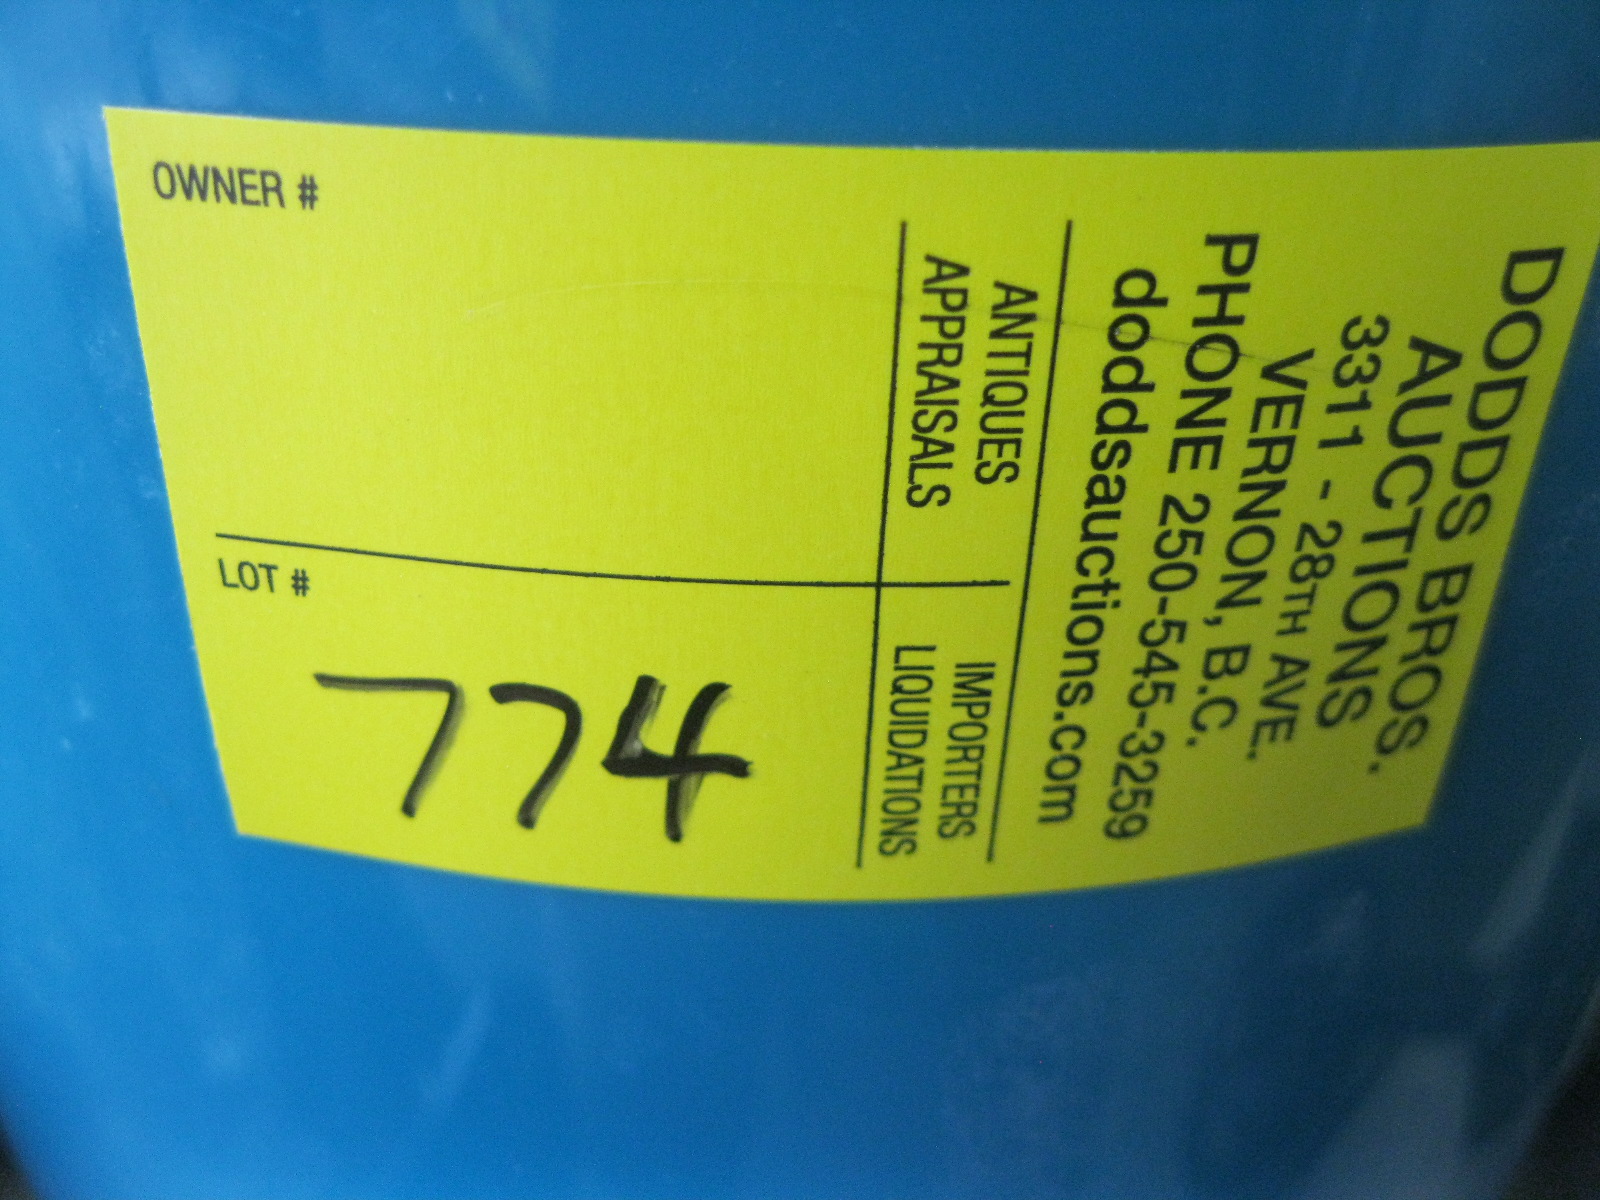 OWNER #
LOT #
774
DODDS BROS.
AUCTIONS
3311 - 28TH AVE.
VERNON, B.C.
PHONE 250-545-3259
doddsauctions.com
ANTIQUES
APPRAISALS
IMPORTERS
LIQUIDATIONS